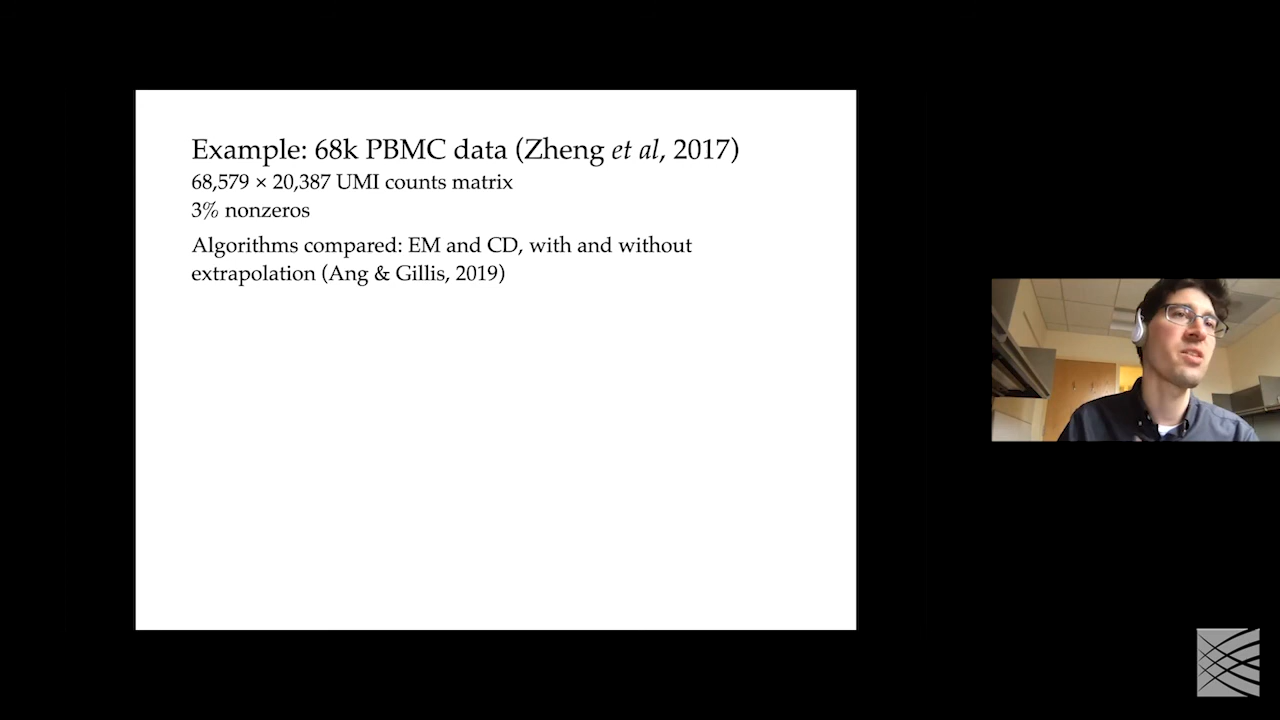 Example: 68k PBMC data (Zheng et al, 2017)
68,579 × 20,387 UMI counts matrix
3% nonzeros
Algorithms compared: EM and CD, with and without
extrapolation (Ang & Gillis, 2019)